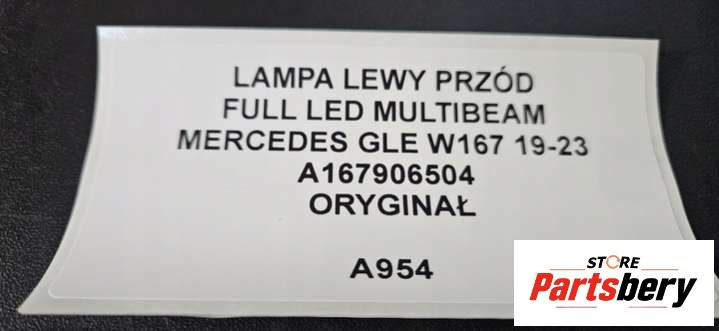 LAMPA LEWY PRZÓD
FULL LED MULTIBEAM
MERCEDES GLE W167 19-23
A167906504
ORYGINAŁ
A954
STORE
Partsbery